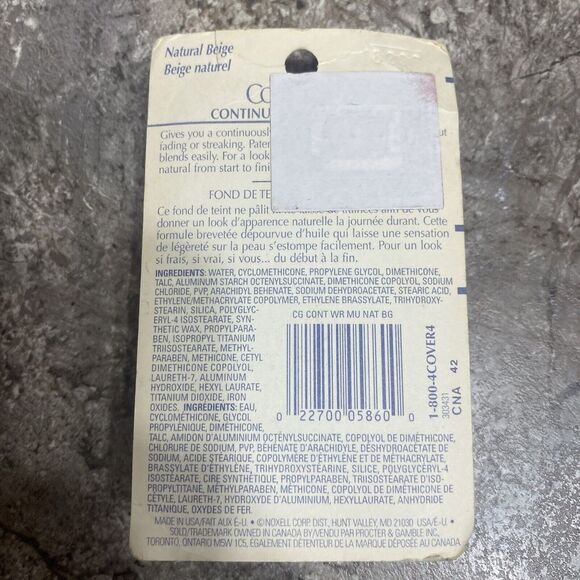 Natural Beige
Beige naturel
Co
CONTINU
Gives you a continuously ut
fading or streaking. Paten
blends easily. For a look
natural from start to fini
FOND DE TE
Ce fond de teint ne pâlit
donner un look d'apparence naturelle la journée durant. Cette
formule brevetée dépourvue d'huile qui laisse une sensation
de légèreté sur la peau s'estompe facilement. Pour un look
si frais, si vrai, si vous... du début à la fin.
INGREDIENTS: WATER, CYCLOMETHICONE, PROPYLENE GLYCOL, DIMETHICONE,
TALC, ALUMINUM STARCH OCTENYLSUCCINATE, DIMETHICONE COPOLYOL, SODIUM
CHLORIDE, PVP, ARACHIDYL BEHENATE, SODIUM DEHYDROACETATE, STEARIC ACID,
ETHYLENE/METHACRYLATE COPOLYMER, ETHYLENE BRASSYLATE, TRIHYDROXY-
STEARIN, SILICA, POLYGLYC-
ERYL-4 ISOSTEARATE, SYN-
THETIC WAX, PROPYLPARA-
BEN, ISOPROPYL TITANIUM
TRIISOSTEARATE, METHYL-
PARABEN, METHICONE, CETYL
DIMETHICONE COPOLYOL,
LAURETH-7, ALUMINUM
HYDROXIDE, HEXYL LAURATE,
TITANIUM DIOXIDE, IRON
OXIDES. INGRÉDIENTS: EAU,
CYCLOMÉTHICONE, GLYCOL
PROPYLÉNIQUE, DIMÉTHICONE,
TALC, AMIDON D'ALUMINIUM OCTÉNYLSUCCINATE, COPOLYOL DE DIMÉTHICONE,
CHLORURE DE SODIUM, PVP, BÉHÉNATE D'ARACHIDYLE, DÉSHYDROACÉTATE DE
SODIUM, ACIDE STÉARIQUE, COPOLYMÈRE D'ÉTHYLÈNE ET DE MÉTHACRYLATE,
BRASSYLATE D'ÉTHYLÈNE, TRIHYDROXYSTÉARINE, SILICE, POLYGLYCÉRYL-4
ISOSTÉARATE, CIRE SYNTHÉTIQUE, PROPYLPARABEN, TRIISOSTÉARATE D'ISO-
PROPYLTITANE, MÉTHYLPARABEN, MÉTHICONE, COPOLYOL DE DIMÉTHICONE DE
CÉTYLE, LAURETH-7, HYDROXYDE D'ALUMINIUM, HEXYLLAURATE, ANHYDRIDE
TITANIQUE, OXYDES DE FER.
CG CONT WR MU NAT BG
0 22700 05860 0
1-800-4COVER4
303431
CNA 42
MADE IN USA/FAIT AUX É.-U. • ©NOXELL CORP. DIST., HUNT VALLEY, MD 21030 USA/É.-U. •
SOLD/TRADEMARK OWNED IN CANADA BY/VENDU PAR PROCTER & GAMBLE INC.,
TORONTO, ONTARIO M5W 1C5, ÉGALEMENT DÉTENTEUR DE LA MARQUE DÉPOSÉE AU CANADA